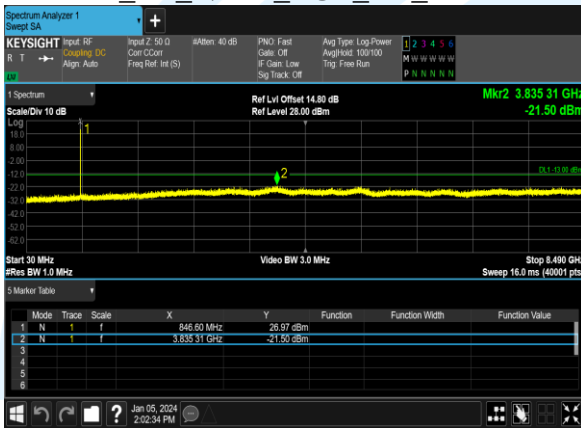 Spectrum Analyzer 1
Swept SA
KEYSIGHT Input: RF Input Z: 50 Ω #Atten: 40 dB PNO: Fast Avg Type: Log-Power 1 2 3 4 5 6
R T Coupling: DC Corr CCorr Gate: Off Avg|Hold: 100/100 M W W W W W
Align: Auto Freq Ref: Int (S) IF Gain: Low Trig: Free Run
Sig Track: Off P N N N N N
1 Spectrum
Scale/Div 10 dB
Ref Lvl Offset 14.80 dB
Ref Level 28.00 dBm
Mkr2 3.835 31 GHz
-21.50 dBm
Log
18.0
8.00
-2.00
-12.0
-22.0
-32.0
-42.0
-52.0
-62.0
1
2
DL1 -13.00 dBm
Start 30 MHz Video BW 3.0 MHz Stop 8.490 GHz
#Res BW 1.0 MHz Sweep 16.0 ms (40001 pts
5 Marker Table
Mode Trace Scale X Y Function Function Width Function Value
1 N 1 f 846.60 MHz 26.97 dBm
2 N 1 f 3.835 31 GHz -21.50 dBm
3
4
5
6
? Jan 05, 2024
2:02:34 PM